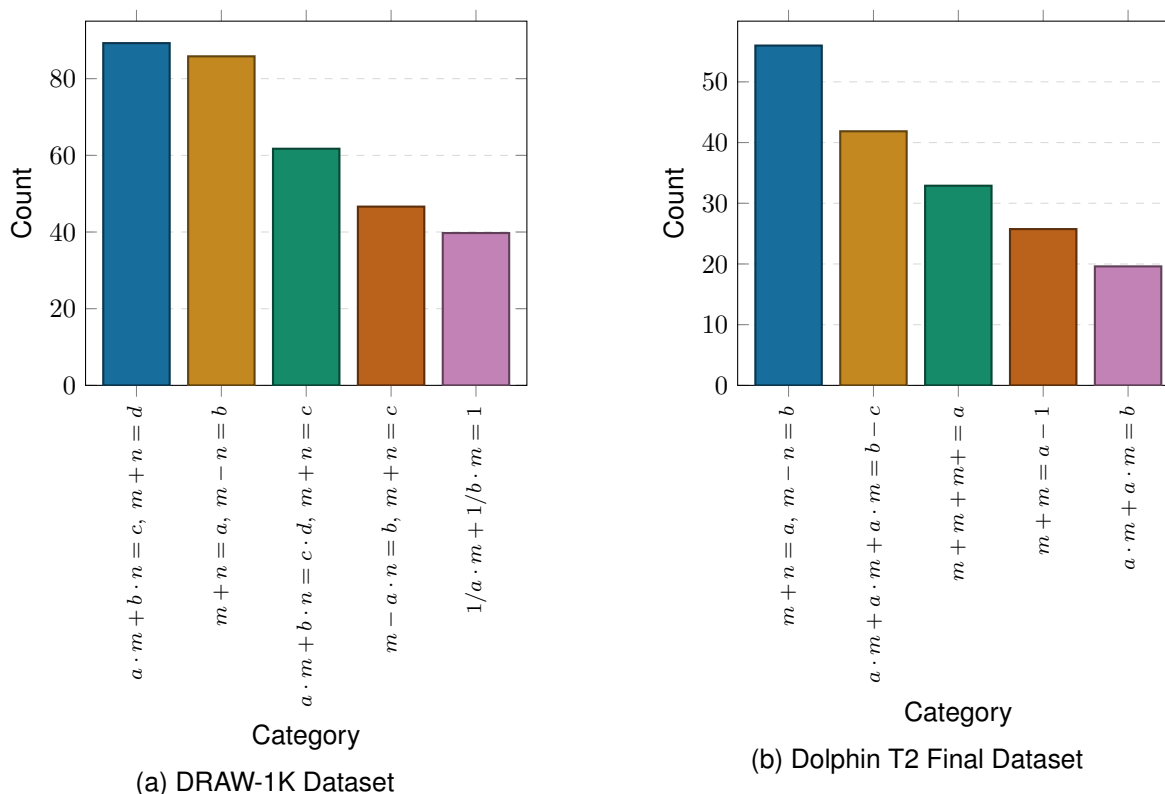 80
60
40
20
0
Count
a · m + b · n = c, m + n = d
m + n = a, m − n = b
a · m + b · n = c · d, m + n = c
m − a · n = b, m + n = c
1/a · m + 1/b · m = 1
Category
(a) DRAW-1K Dataset
50
40
30
20
10
0
Count
m + n = a, m − n = b
a · m + a · m + a · m = b − c
m + m + m+ = a
m + m = a − 1
a · m + a · m = b
Category
(b) Dolphin T2 Final Dataset